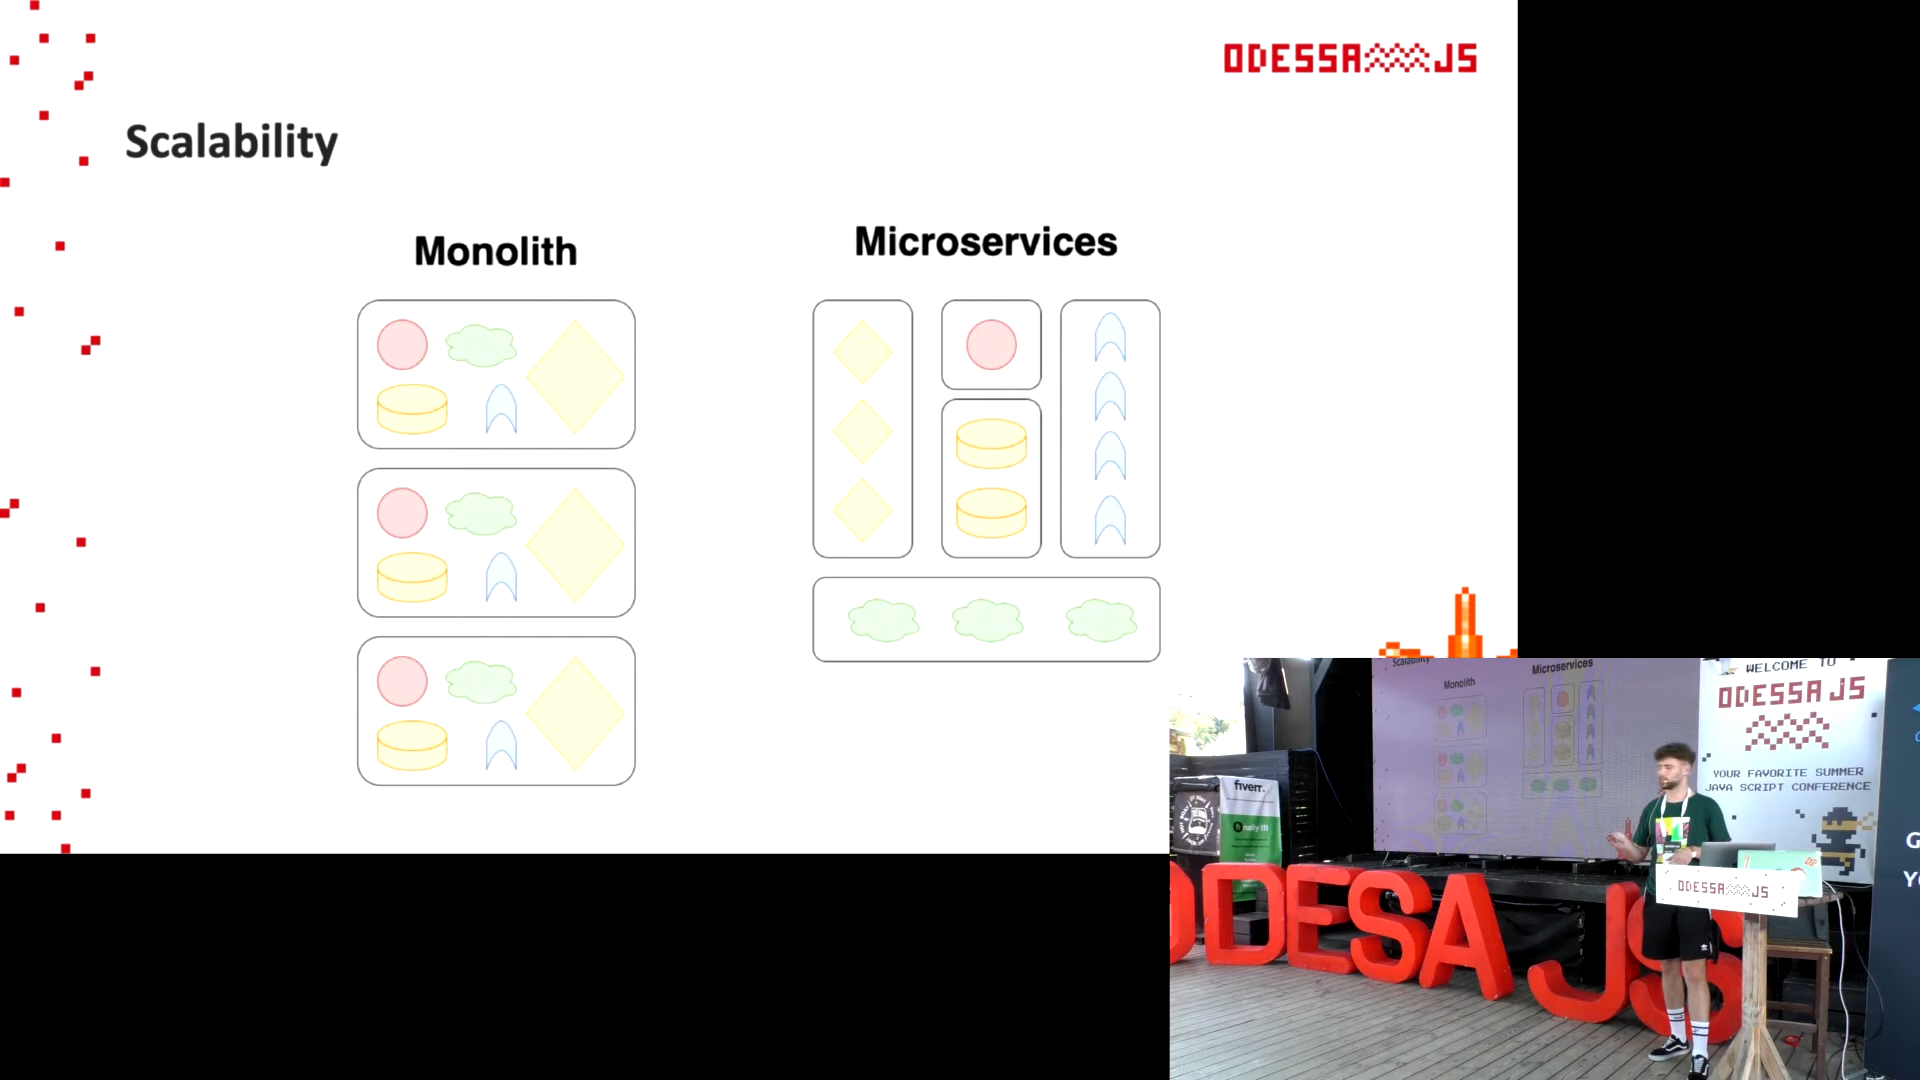 ODESSA JS
Scalability
Monolith
Microservices
Scalability
Monolith
Microservices
WELCOME TO
ODESSA JS
YOUR FAVORITE SUMMER
JAVA SCRIPT CONFERENCE
fiverr.
ODESSA JS
ODESA JS